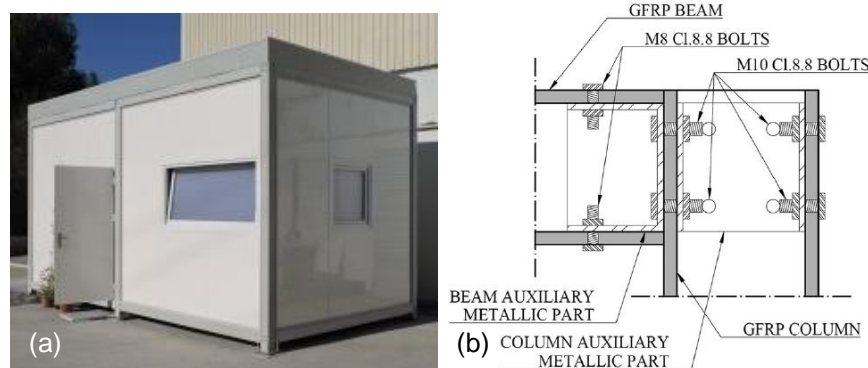 (a)
GFRP BEAM
M8 Cl.8.8 BOLTS
M10 Cl.8.8 BOLTS
BEAM AUXILIARY
METALLIC PART
COLUMN AUXILIARY
METALLIC PART
GFRP COLUMN
(b)